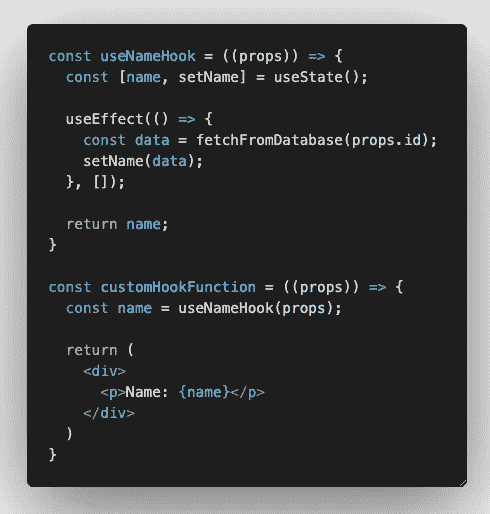 const useNameHook = ((props)) => {
  const [name, setName] = useState();

  useEffect(() => {
    const data = fetchFromDatabase(props.id);
    setName(data);
  }, []);

  return name;
}

const customHookFunction = ((props)) => {
  const name = useNameHook(props);

  return (
    <div>
      <p>Name: {name}</p>
    </div>
  )
}